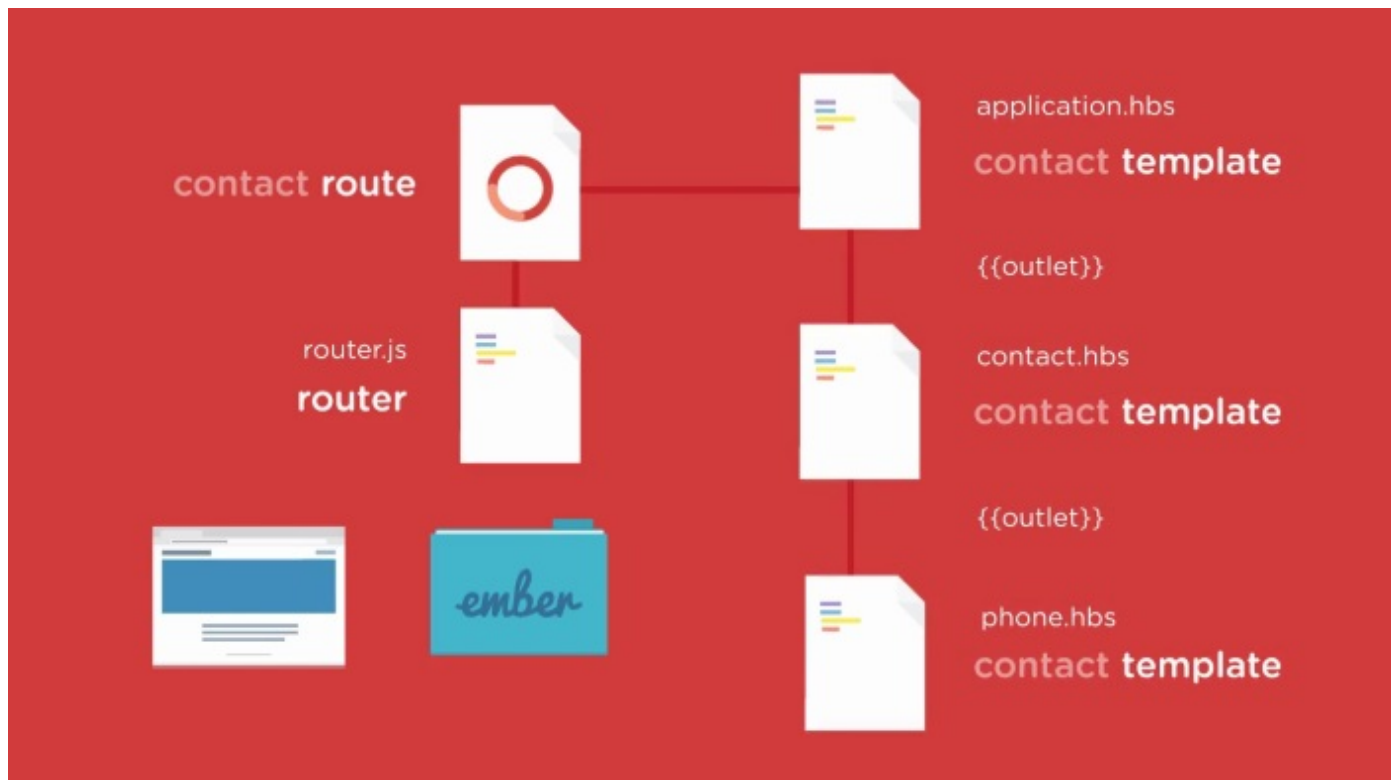 contact route
router.js
router
ember
application.hbs
contact template
{{outlet}}
contact.hbs
contact template
{{outlet}}
phone.hbs
contact template